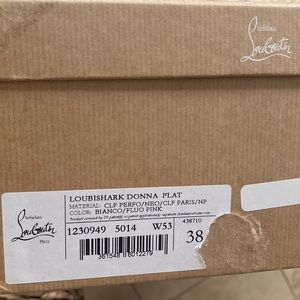 Christian
Louboutin
LOUBISHARK DONNA FLAT
MATERIAL: CLF PERFO/NEO/CLF PARIS/NP
COLOR: BIANCO/FLUO PINK
438710
Christian
Louboutin
Paris
1230949 5014 W53
38